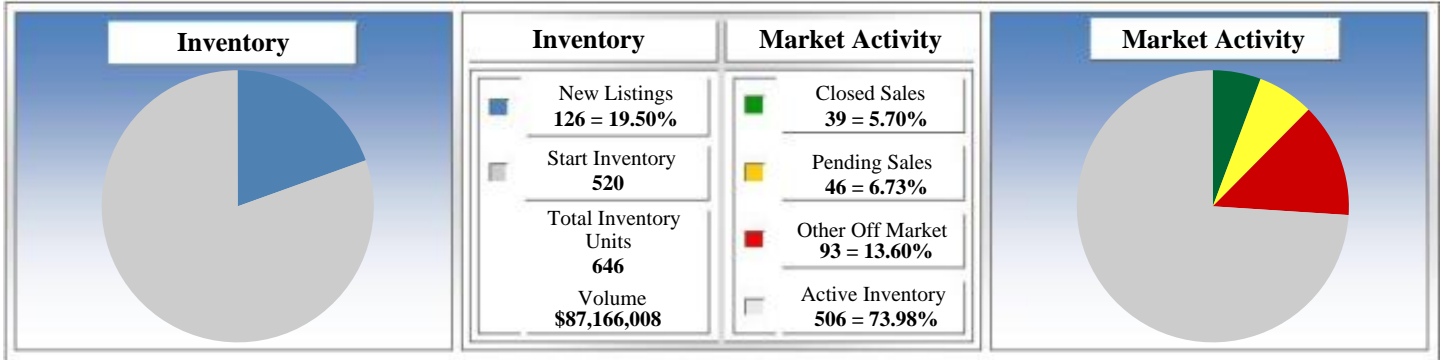 Inventory
Inventory
Market Activity
Market Activity
New Listings
126 = 19.50%
Start Inventory
520
Total Inventory
Units
646
Volume
$87,166,008
Closed Sales
39 = 5.70%
Pending Sales
46 = 6.73%
Other Off Market
93 = 13.60%
Active Inventory
506 = 73.98%